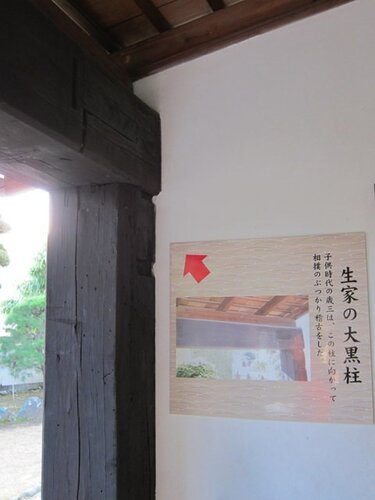 生家の大黒柱
子供時代の歳三は、この柱に向かって
相撲のぶつかり稽古をした